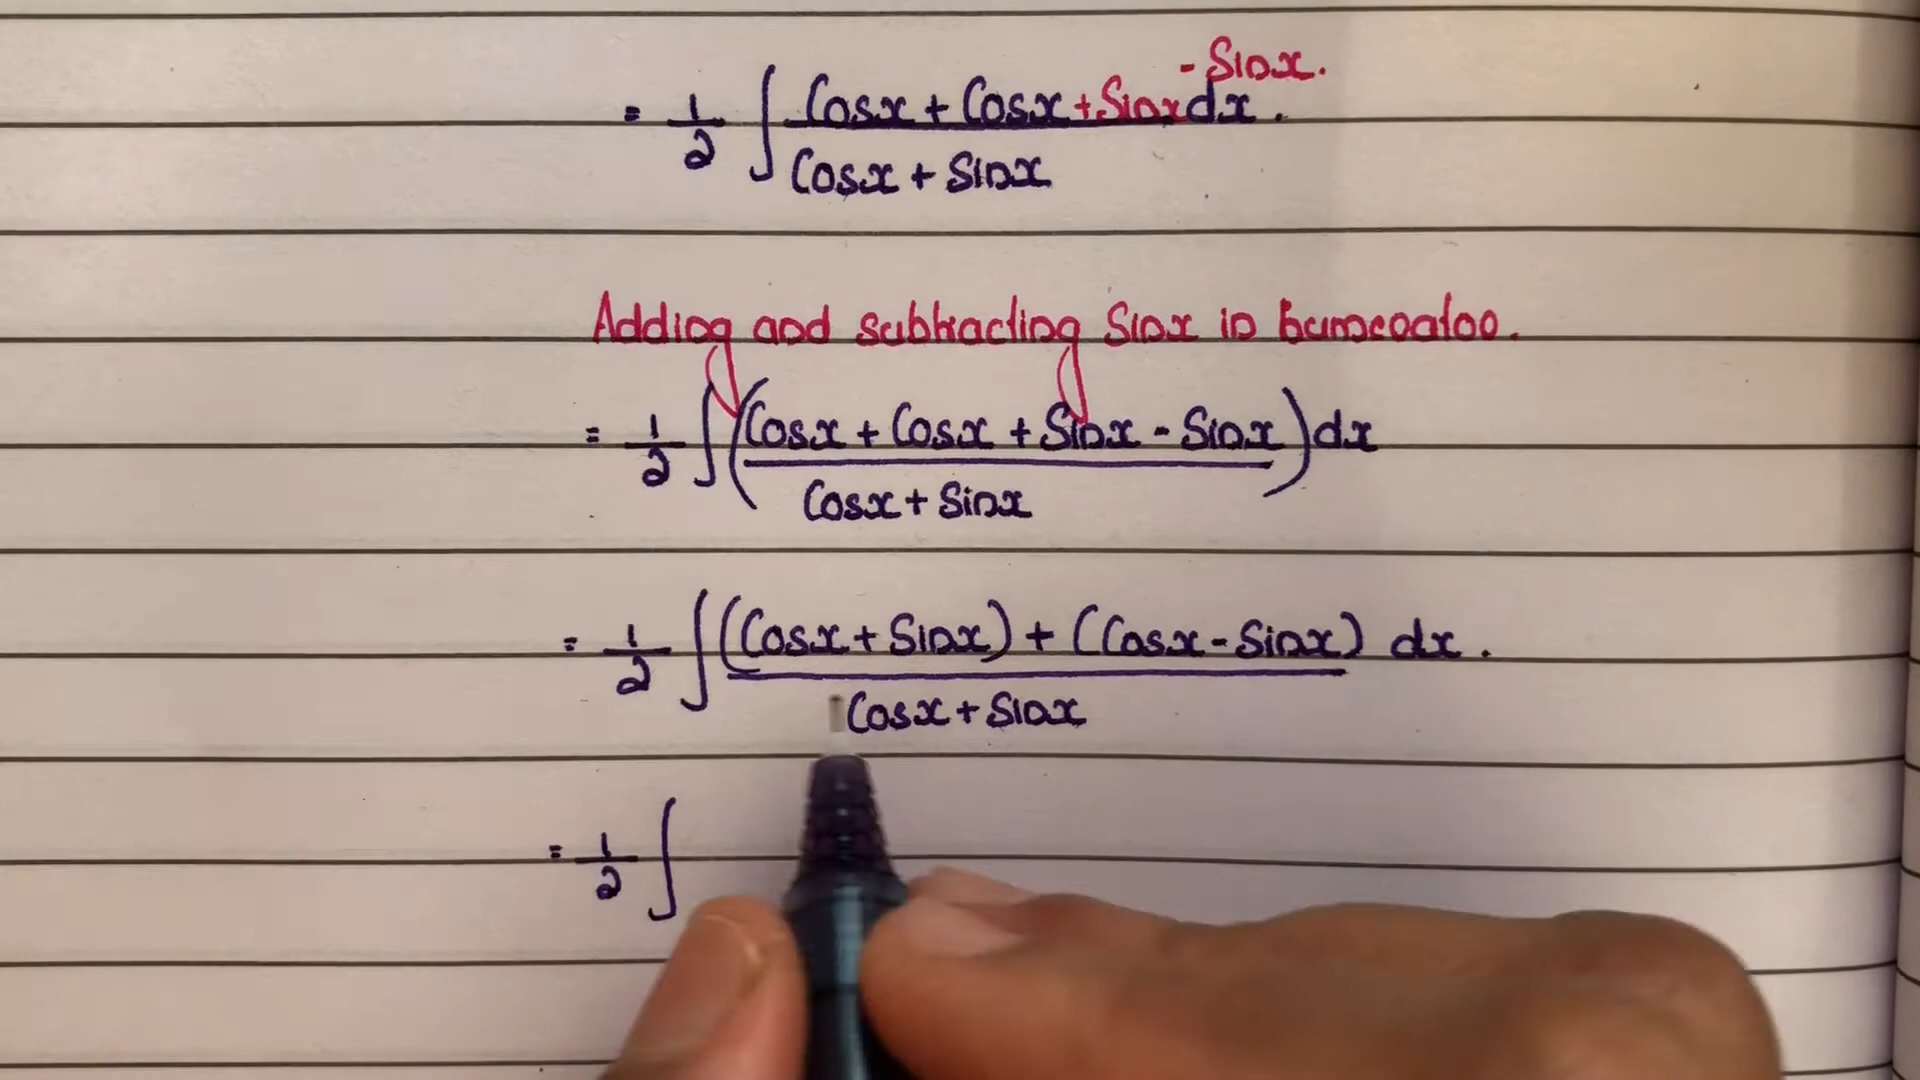 - Sinx.
= 1/2 ∫ Cosx + Cosx + Sinx dx.
Cosx + Sinx
Adding and subtracting Sinx in
= 1/2 ∫ (Cosx + Cosx + Sinx - Sinx) dx
Cosx + Sinx
= 1/2 ∫ (Cosx + Sinx) + (Cosx - Sinx) dx.
Cosx + Sinx
= 1/2 ∫